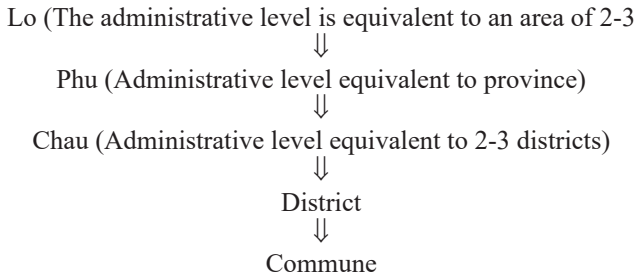 Lo (The administrative level is equivalent to an area of 2-3
⇓
Phu (Administrative level equivalent to province)
⇓
Chau (Administrative level equivalent to 2-3 districts)
⇓
District
⇓
Commune